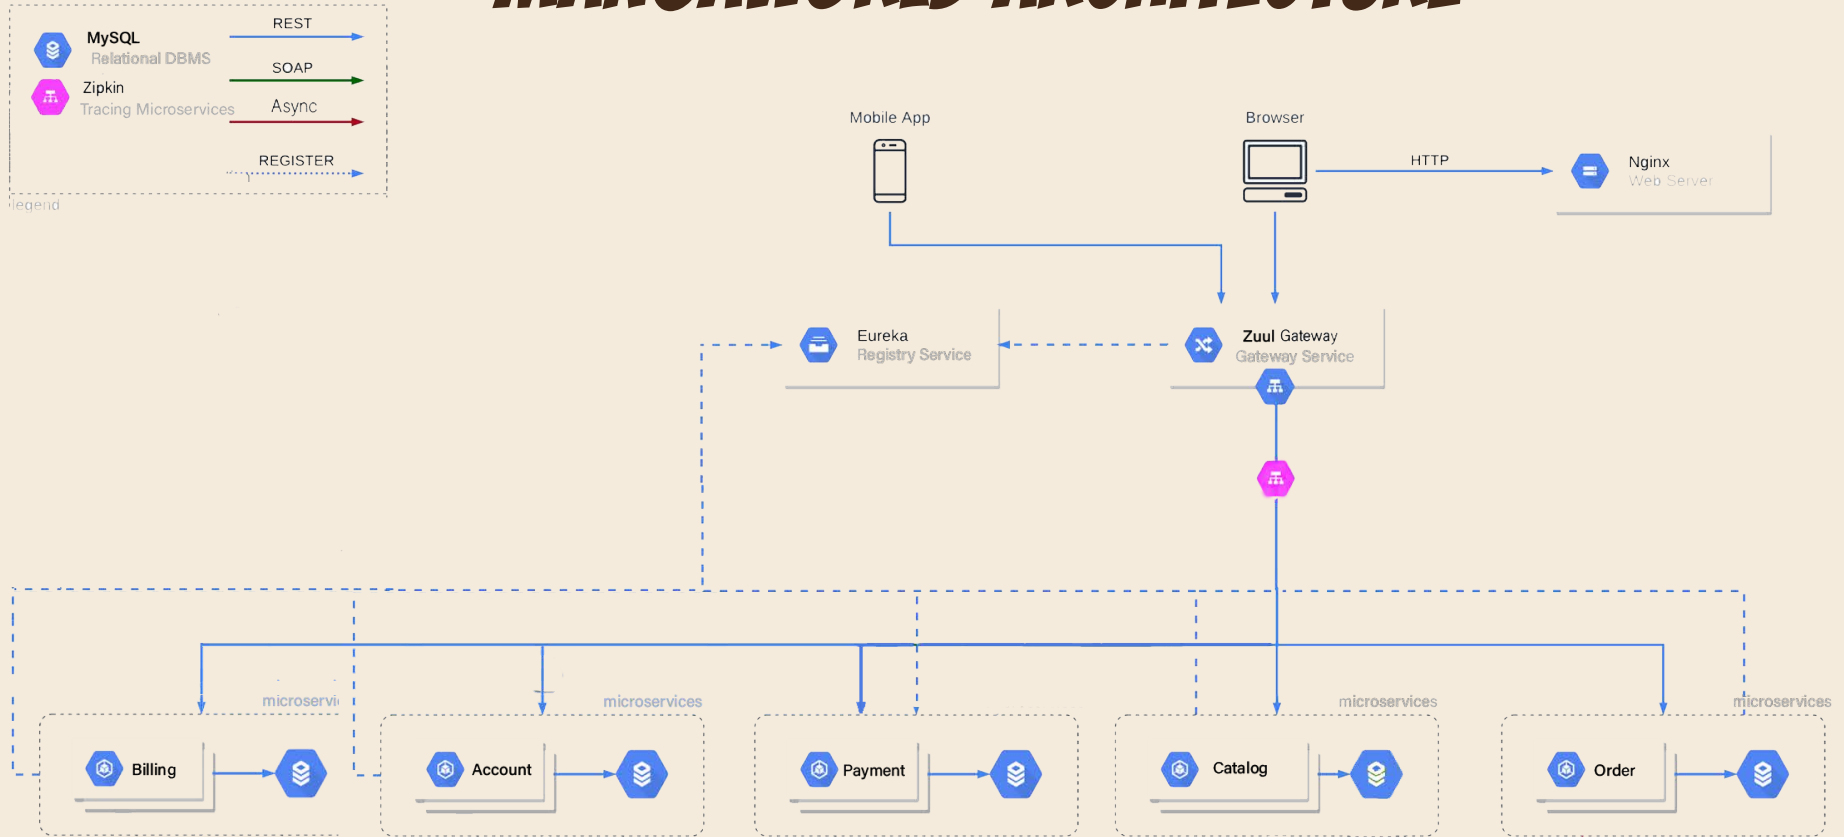 ARCHITECTURE
MySQL
Relational DBMS
Zipkin
Tracing Microservices
REST
SOAP
Async
REGISTER
legend
Mobile App
Browser
HTTP
Nginx
Web Server
Eureka
Registry Service
Zuul Gateway
Gateway Service
microservi
microservices
microservices
microservices
Billing
Account
Payment
Catalog
Order